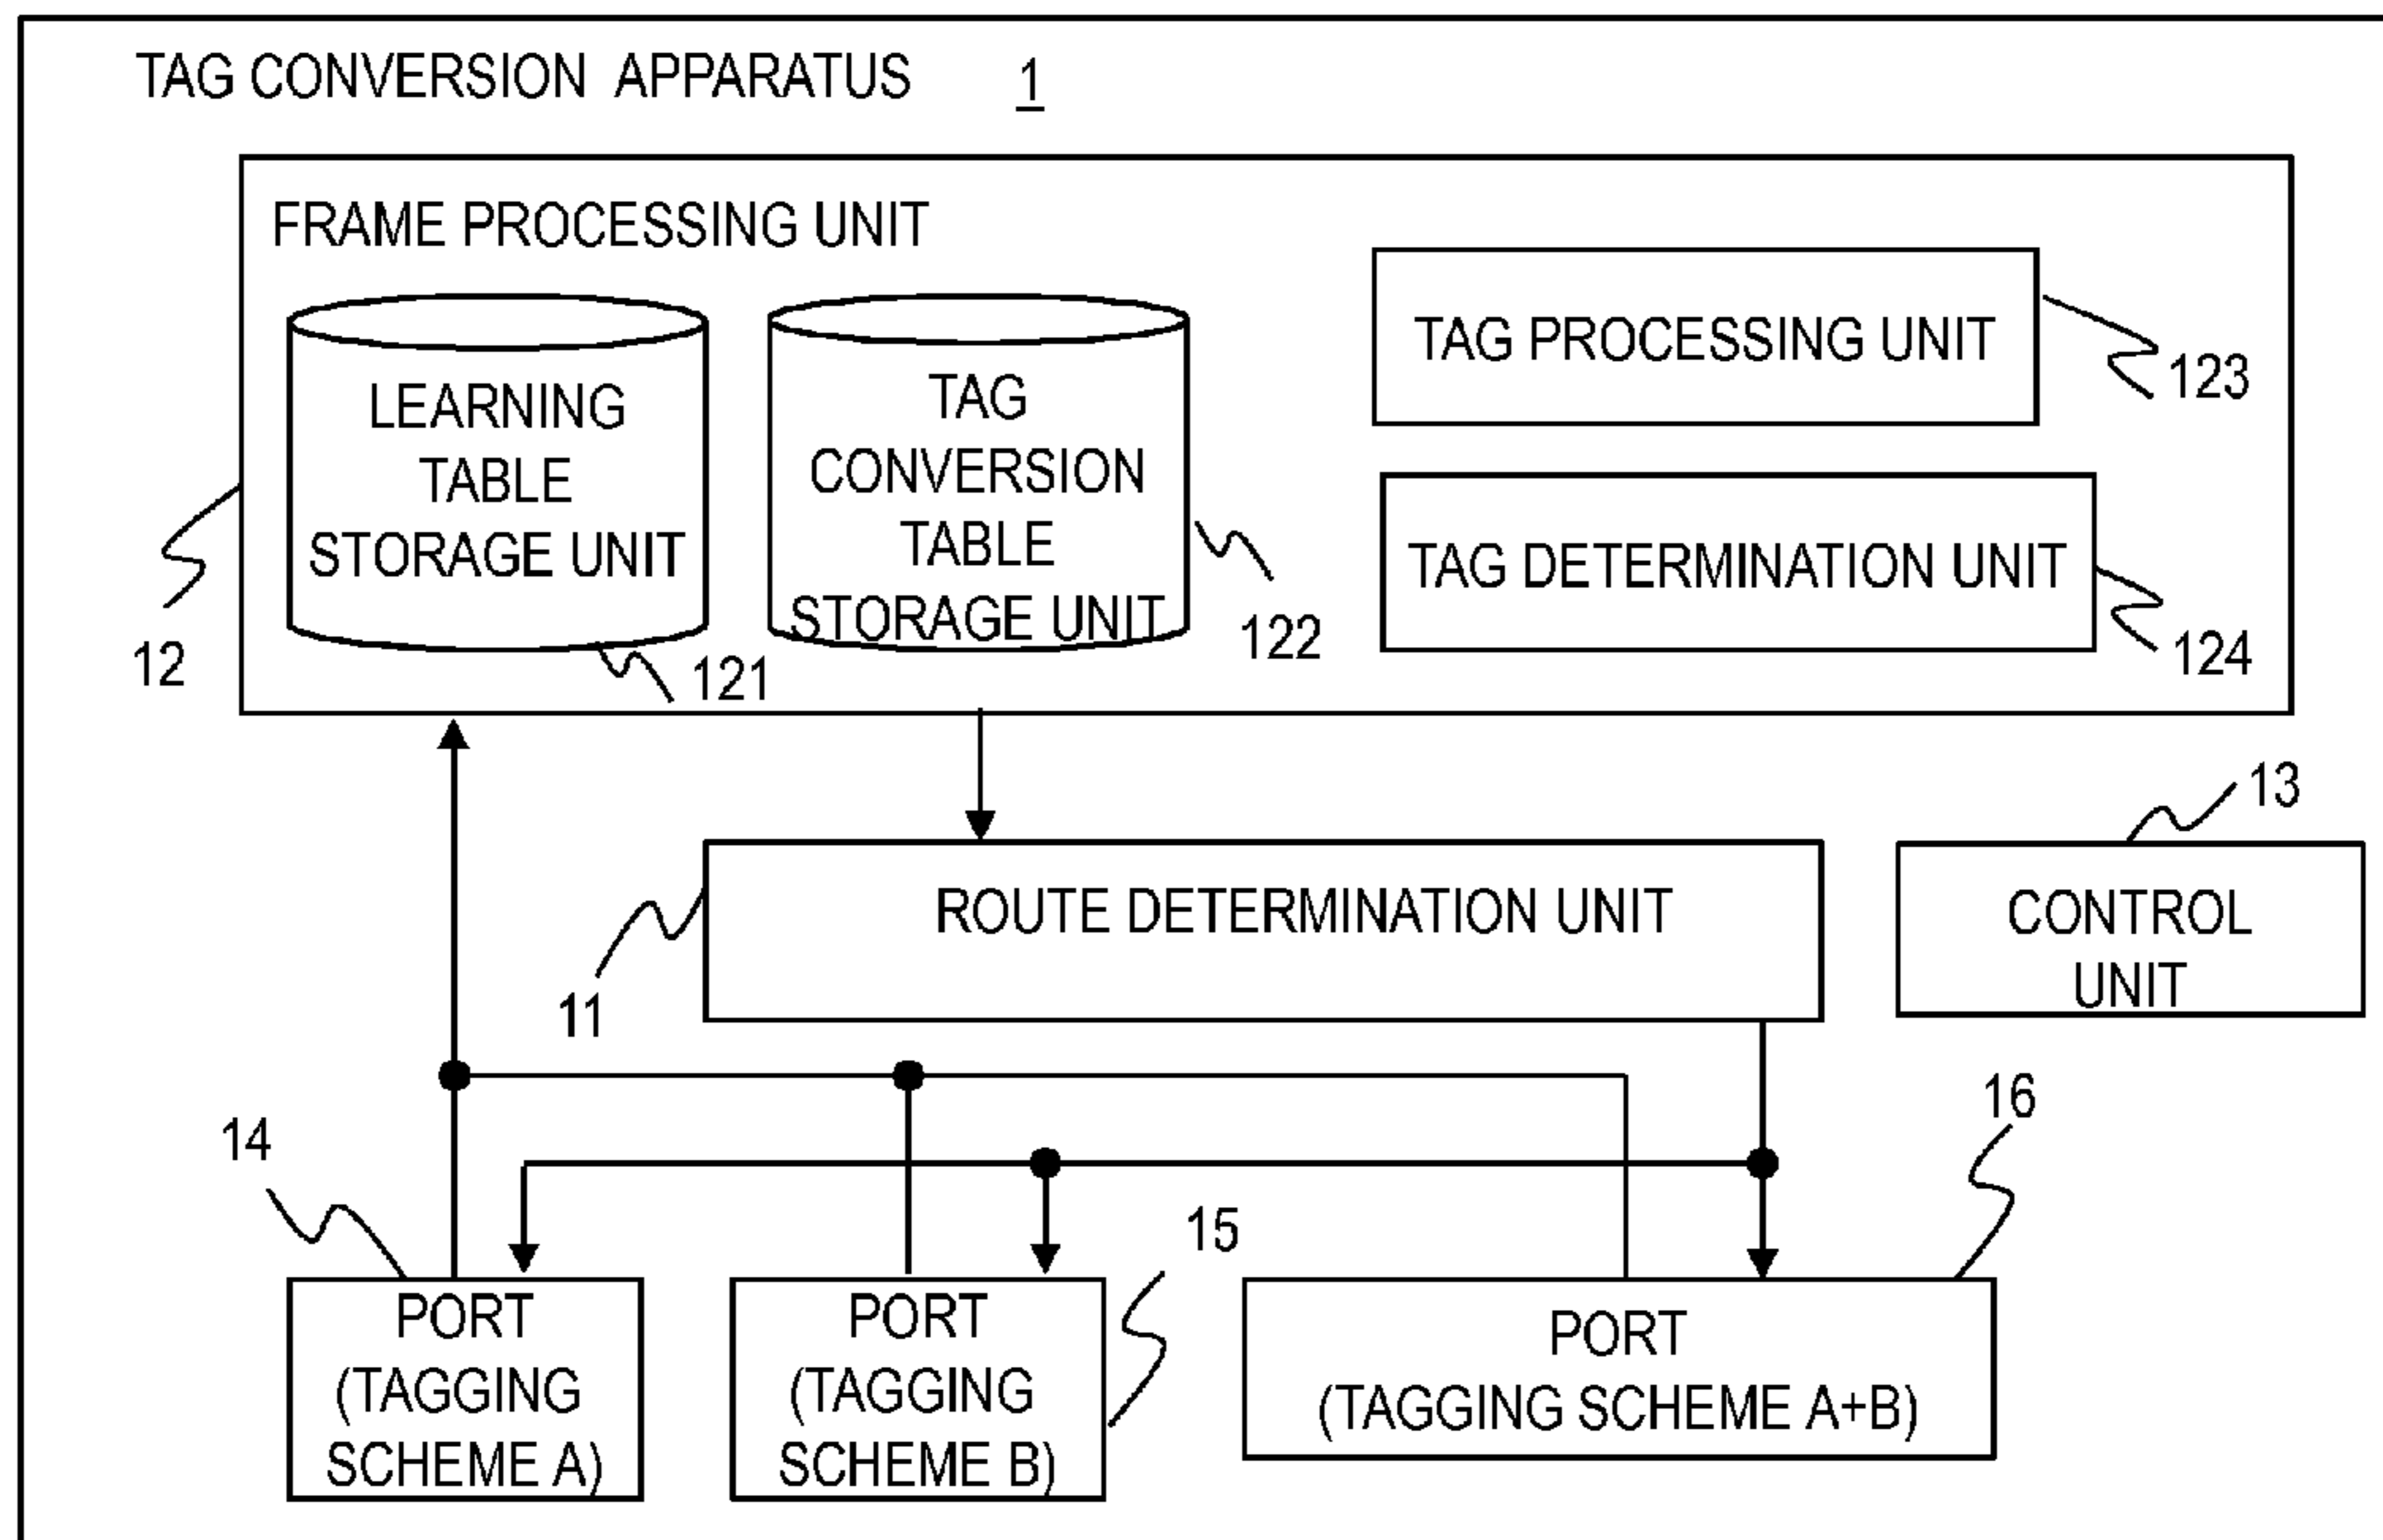 TAG CONVERSION APPARATUS 1
FRAME PROCESSING UNIT
LEARNING
TABLE
STORAGE UNIT
TAG
CONVERSION
TABLE
STORAGE UNIT
TAG PROCESSING UNIT
123
TAG DETERMINATION UNIT
124
12
121
122
13
ROUTE DETERMINATION UNIT
CONTROL
UNIT
11
14
15
16
PORT
(TAGGING
SCHEME A)
PORT
(TAGGING
SCHEME B)
PORT
(TAGGING SCHEME A+B)